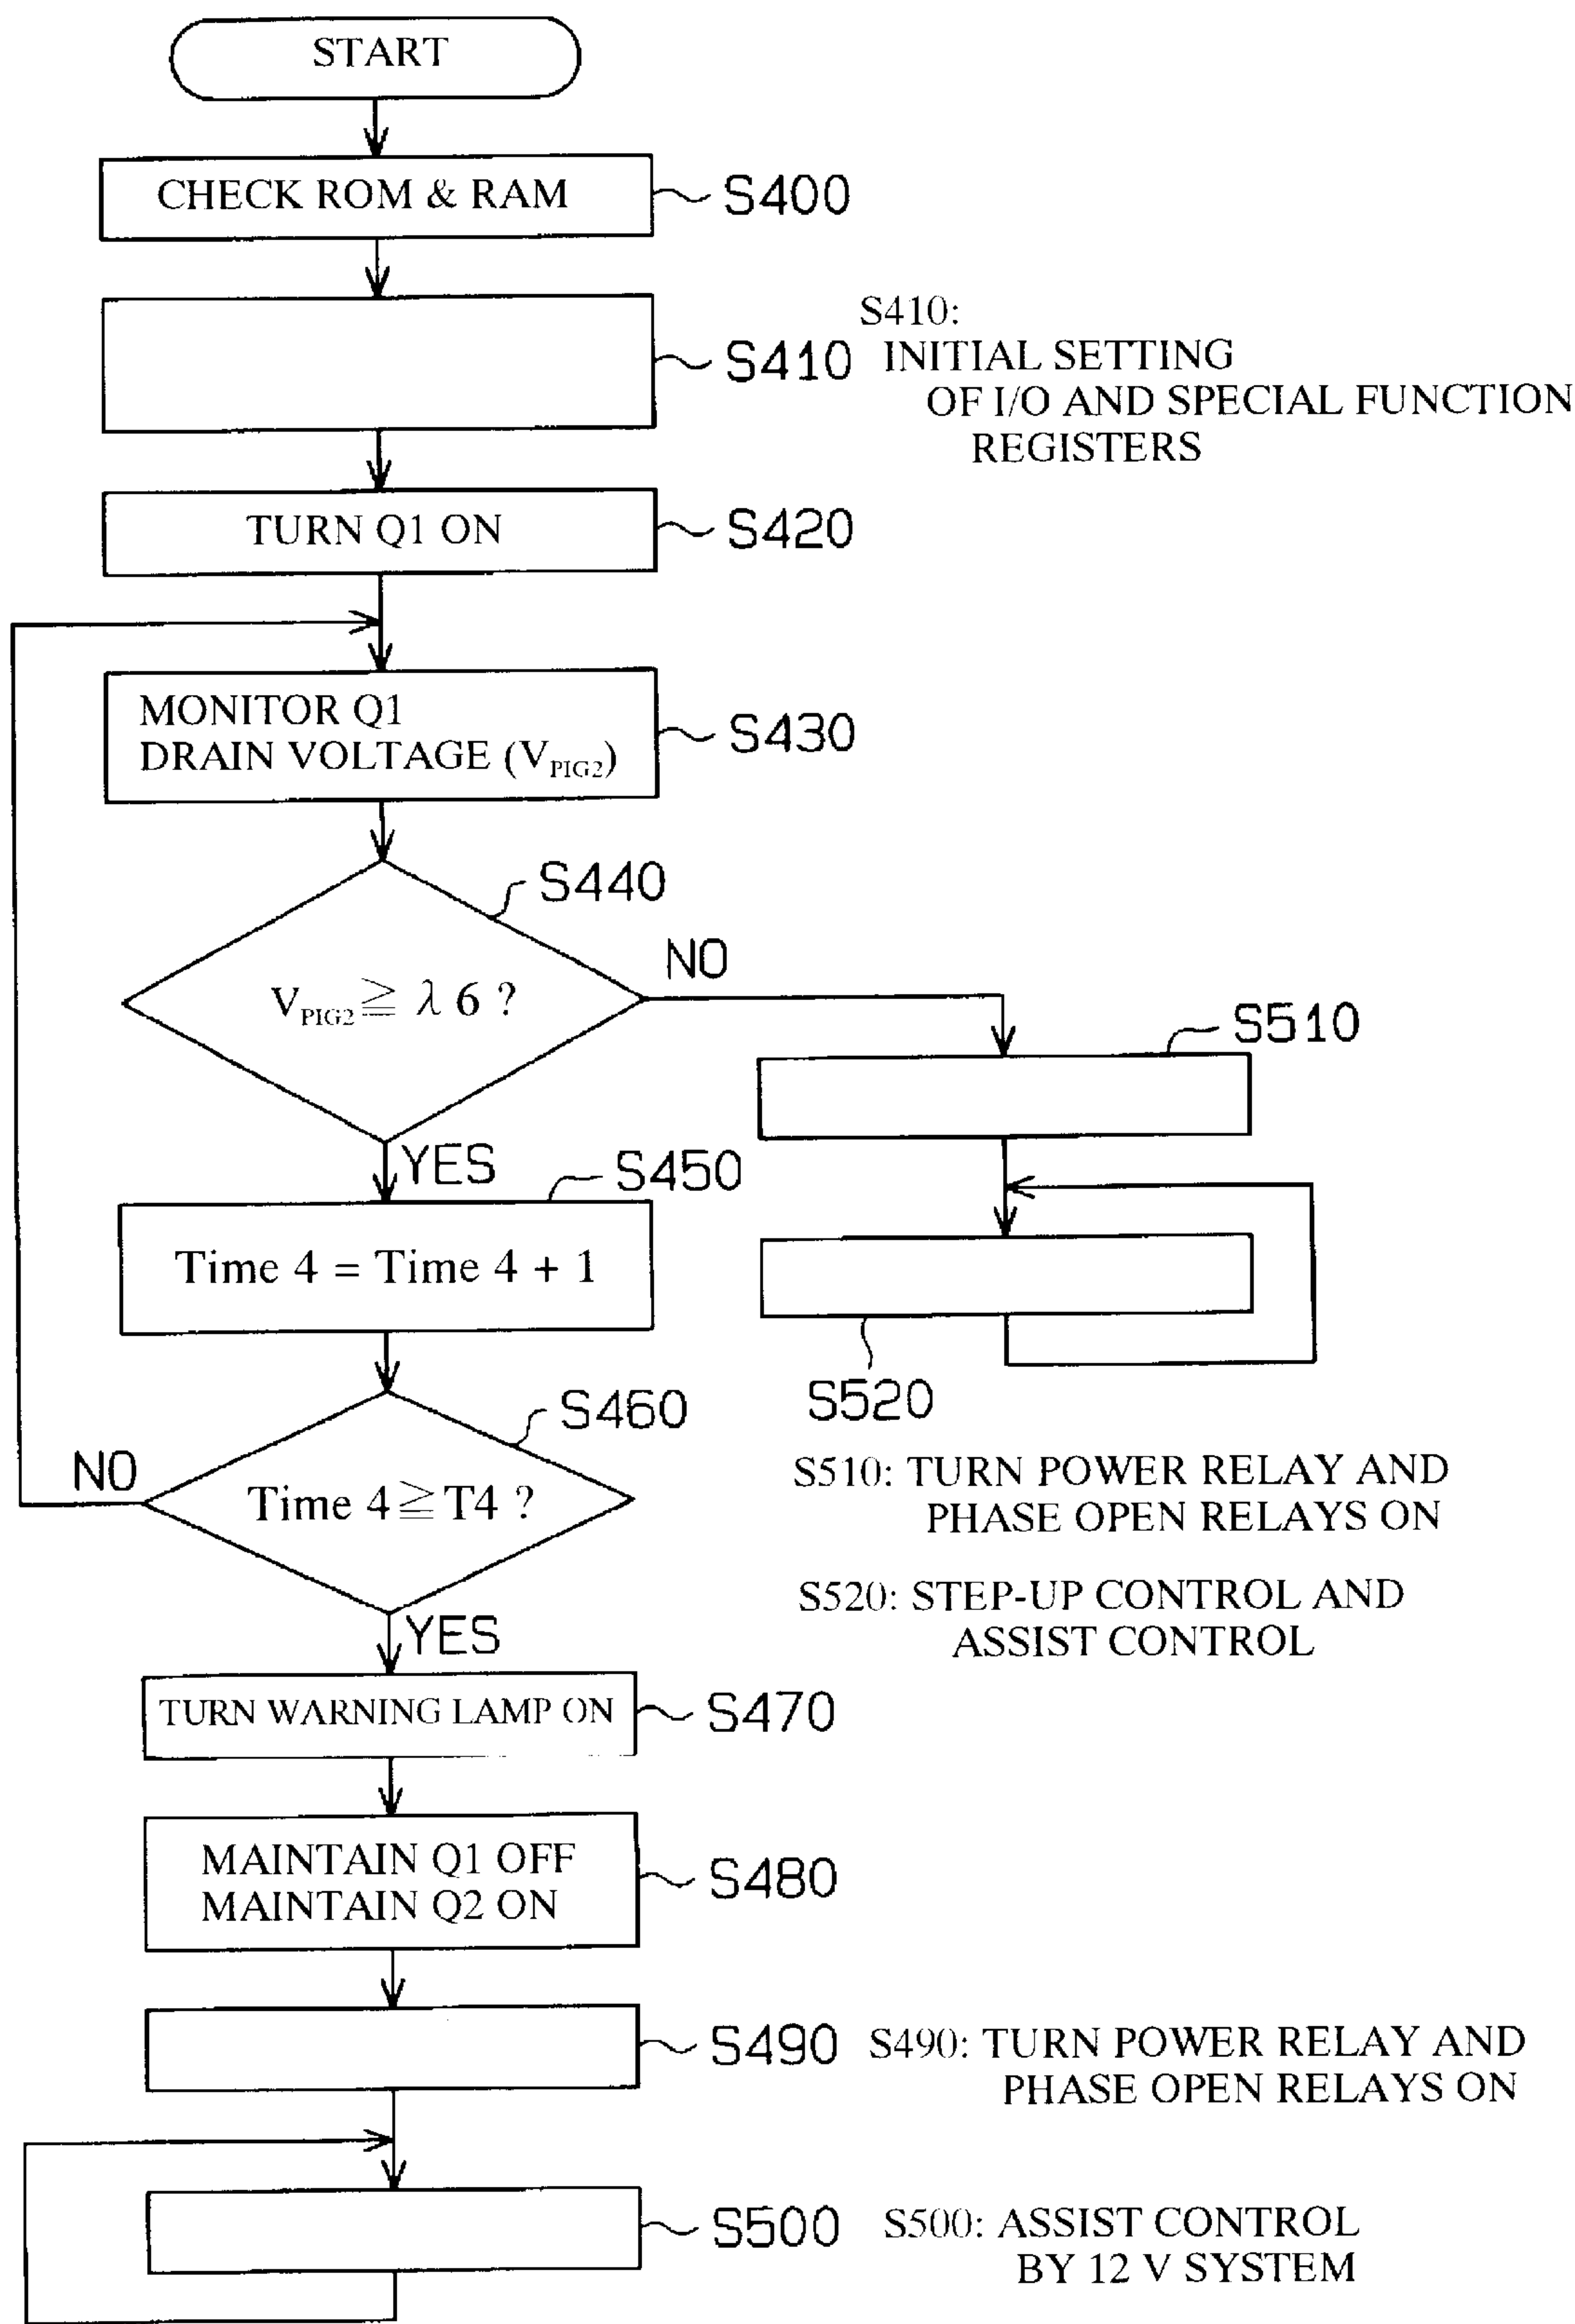 START
CHECK ROM & RAM
S400
S410
S410:
INITIAL SETTING
OF I/O AND SPECIAL FUNCTION
REGISTERS
TURN Q1 ON
S420
MONITOR Q1
DRAIN VOLTAGE (VPIG2)
S430
S440
VPIG2 ≧ λ 6 ?
NO
S510
YES
S450
Time 4 = Time 4 + 1
S520
S460
NO
Time 4 ≧ T4 ?
S510: TURN POWER RELAY AND
PHASE OPEN RELAYS ON
S520: STEP-UP CONTROL AND
ASSIST CONTROL
YES
TURN WARNING LAMP ON
S470
MAINTAIN Q1 OFF
MAINTAIN Q2 ON
S480
S490
S490: TURN POWER RELAY AND
PHASE OPEN RELAYS ON
S500
S500: ASSIST CONTROL
BY 12 V SYSTEM